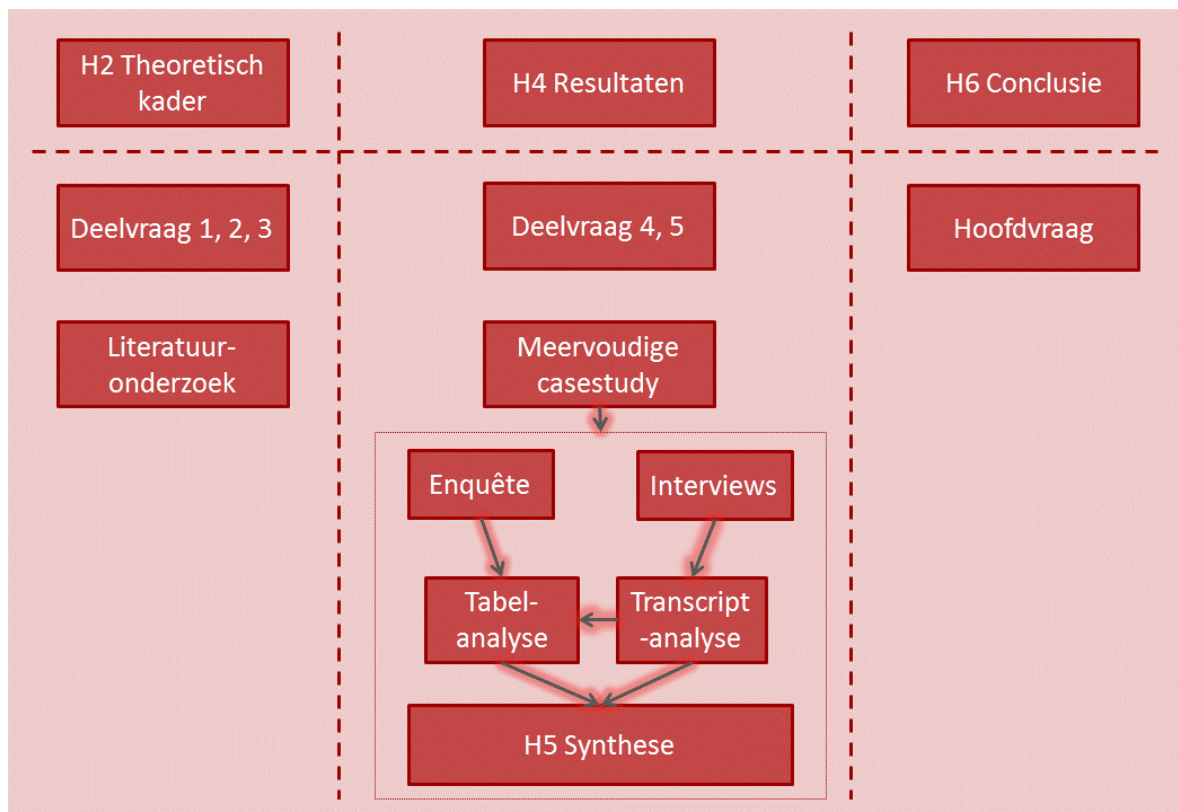 H2 Theoretisch
kader
H4 Resultaten
H6 Conclusie
Deelvraag 1, 2, 3
Deelvraag 4, 5
Hoofdvraag
Literatuur-
onderzoek
Meervoudige
casestudy
Enquête
Interviews
Tabel-
analyse
Transcript
-analyse
H5 Synthese